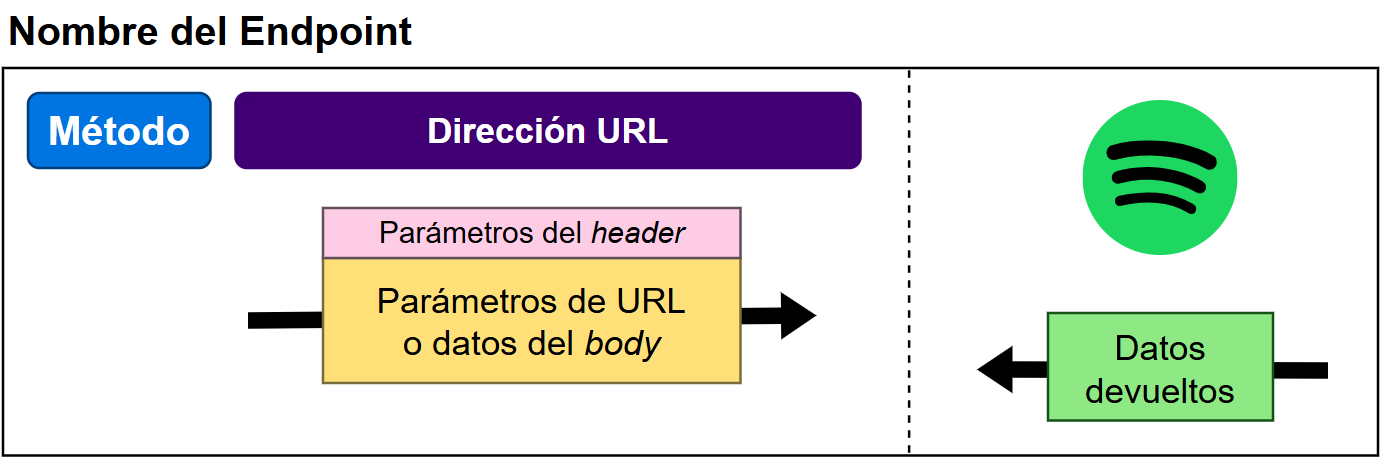 Nombre del Endpoint
Método
Dirección URL
Parámetros del header
Parámetros de URL
o datos del body
Datos
devueltos